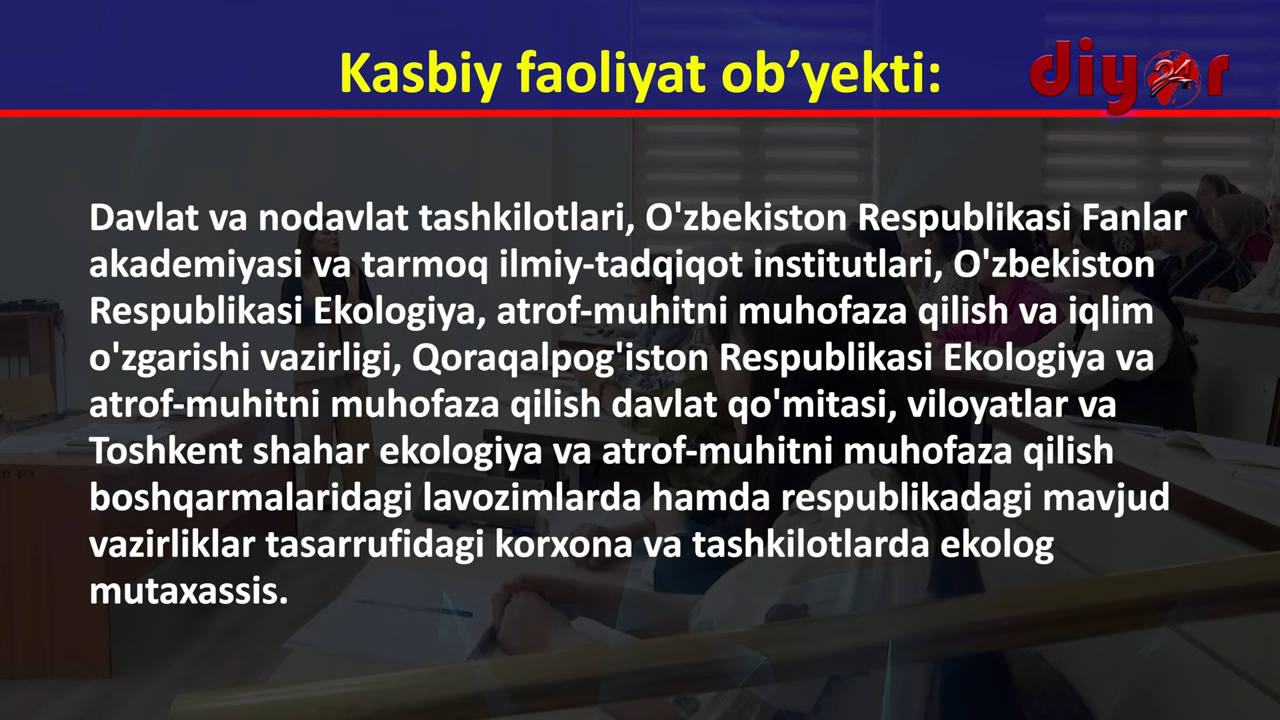 Kasbiy faoliyat ob’yekti:
diyor 24
Davlat va nodavlat tashkilotlari, O'zbekiston Respublikasi Fanlar
akademiyasi va tarmoq ilmiy-tadqiqot institutlari, O'zbekiston
Respublikasi Ekologiya, atrof-muhitni muhofaza qilish va iqlim
o'zgarishi vazirligi, Qoraqalpog'iston Respublikasi Ekologiya va
atrof-muhitni muhofaza qilish davlat qo'mitasi, viloyatlar va
Toshkent shahar ekologiya va atrof-muhitni muhofaza qilish
boshqarmalaridagi lavozimlarda hamda respublikadagi mavjud
vazirliklar tasarrufidagi korxona va tashkilotlarda ekolog
mutaxassis.